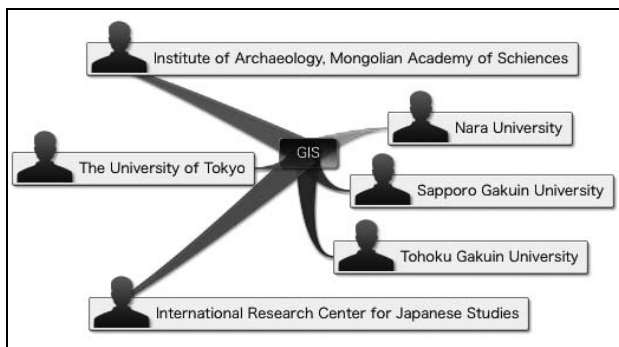 Institute of Archaeology, Mongolian Academy of Schiences
Nara University
GIS
The University of Tokyo
Sapporo Gakuin University
Tohoku Gakuin University
International Research Center for Japanese Studies